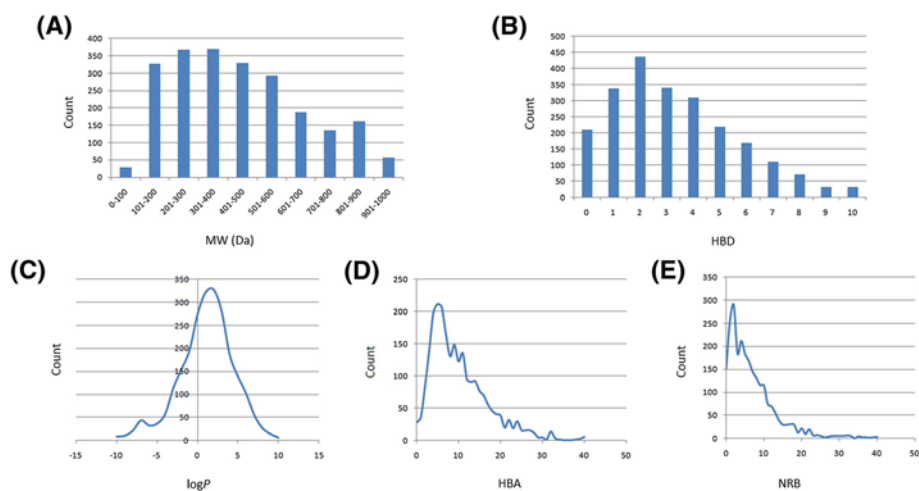 (A)
400
350
300
250
200
150
100
50
0
Count
0-100
101-200
201-300
301-400
401-500
501-600
601-700
701-800
801-900
901-1000
MW (Da)
(B)
500
450
400
350
300
250
200
150
100
50
0
Count
0 1 2 3 4 5 6 7 8 9 10
HBD
(C)
350
300
250
200
150
100
50
0
Count
-15 -10 -5 0 5 10 15
logP
(D)
250
200
150
100
50
0
Count
0 10 20 30 40 50
HBA
(E)
350
300
250
200
150
100
50
0
Count
0 10 20 30 40 50
NRB